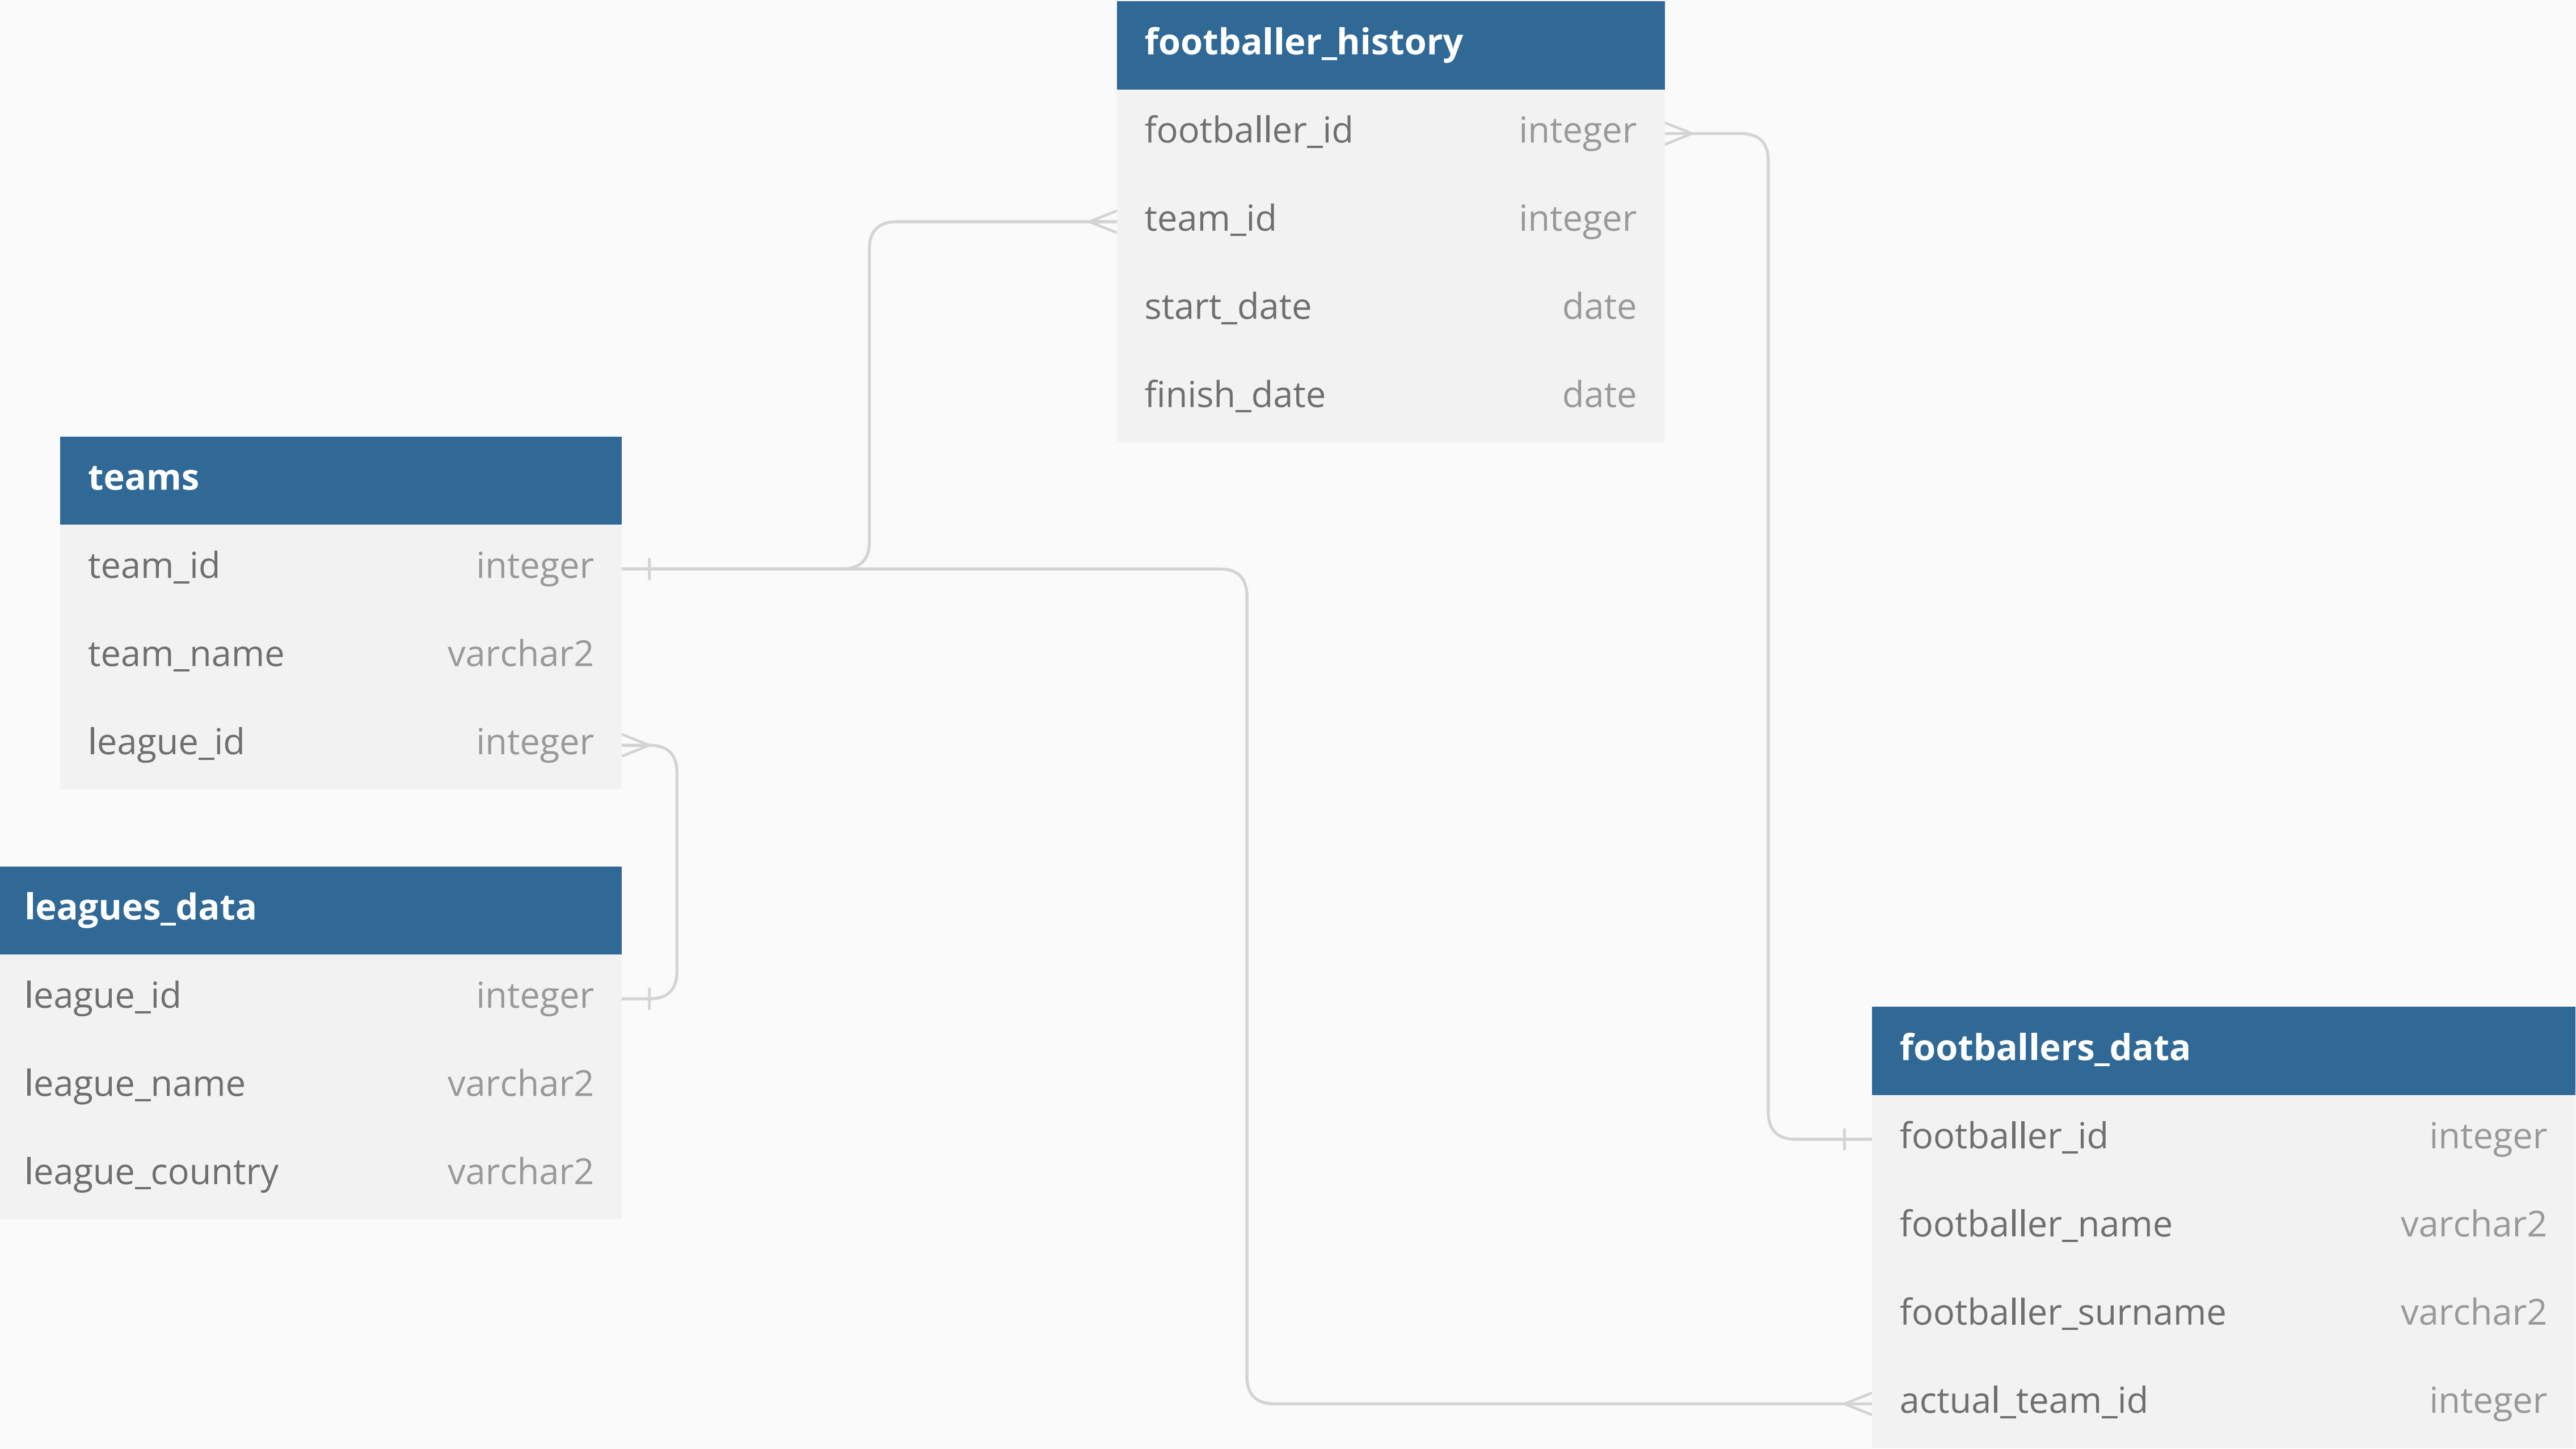 footballer_history
footballer_id integer
team_id integer
start_date date
finish_date date
teams
team_id integer
team_name varchar2
league_id integer
leagues_data
league_id integer
league_name varchar2
league_country varchar2
footballers_data
footballer_id integer
footballer_name varchar2
footballer_surname varchar2
actual_team_id integer